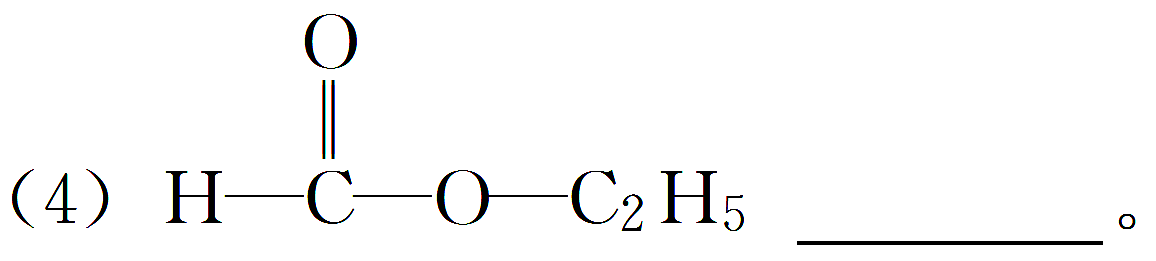 O
(4) H—C—O—C₂H₅ ________。